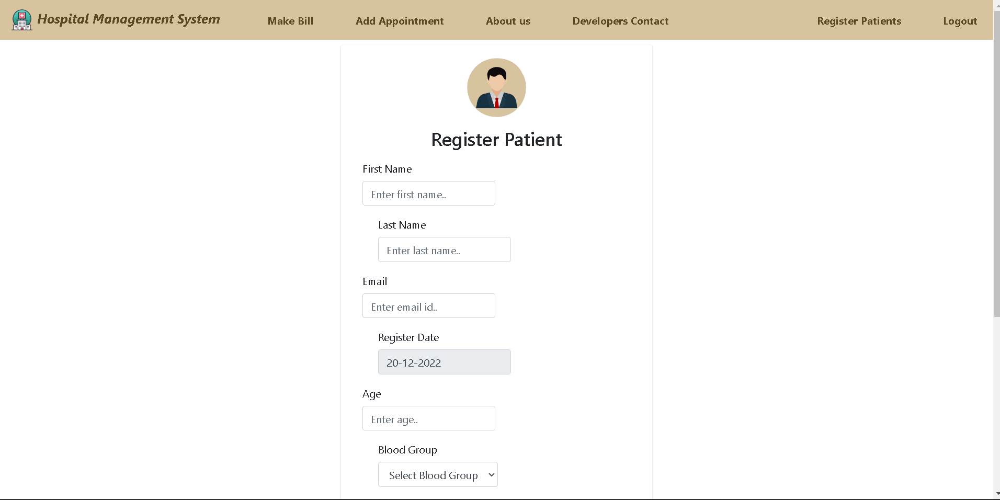 Hospital Management System Make Bill Add Appointment About us Developers Contact Register Patients Logout
Register Patient
First Name
Enter first name..
Last Name
Enter last name..
Email
Enter email id..
Register Date
20-12-2022
Age
Enter age..
Blood Group
Select Blood Group